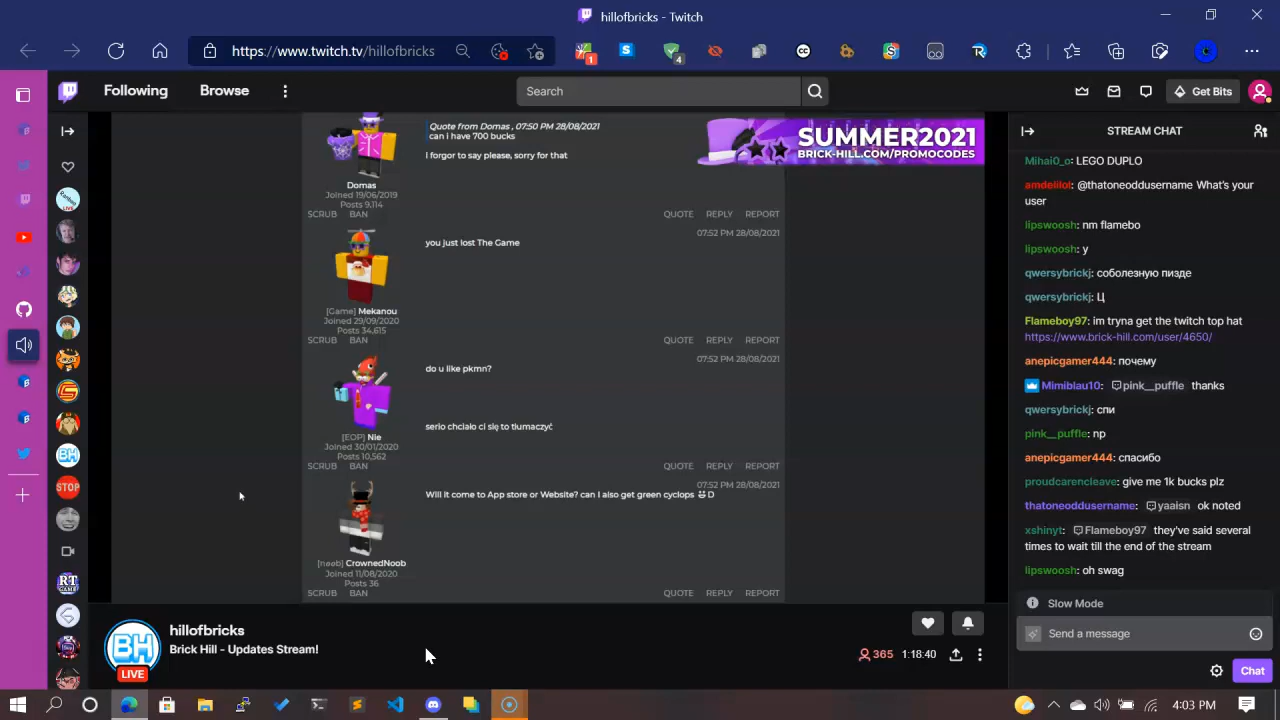 hillofbricks - Twitch
https://www.twitch.tv/hillofbricks
1
4
Following
Browse
Search
Get Bits
Quote from Domas , 07:50 PM 28/08/2021
can i have 700 bucks
I forgor to say please, sorry for that
Domas
Joined 19/06/2019
Posts 9,114
SCRUB BAN
QUOTE REPLY REPORT
SUMMER2021
BRICK-HILL.COM/PROMOCODES
07:52 PM 28/08/2021
you just lost The Game
[Game] Mekanou
Joined 29/09/2020
Posts 34,615
SCRUB BAN
QUOTE REPLY REPORT
07:52 PM 28/08/2021
do u like pkmn?
serio chciało ci się to tłumaczyć
[EOP] Nie
Joined 30/01/2020
Posts 10,562
SCRUB BAN
QUOTE REPLY REPORT
07:52 PM 28/08/2021
Will it come to App store or Website? can I also get green cyclops D
[noob] CrownedNoob
Joined 11/08/2020
Posts 36
SCRUB BAN
QUOTE REPLY REPORT
BH
LIVE
hillofbricks
Brick Hill - Updates Stream!
365
1:18:40
STOP
RT
STREAM CHAT
Mihai0_o: LEGO DUPLO
amdelilol: @thatoneoddusername What's your
user
lipswoosh: nm flamebo
lipswoosh: y
qwersybrickj: соболезную пизде
qwersybrickj: Ц
Flameboy97: im tryna get the twitch top hat
https://www.brick-hill.com/user/4650/
anepicgamer444: почему
Mimiblau10: pink__puffle thanks
qwersybrickj: спи
pink__puffle: np
anepicgamer444: спасибо
proudcarencleave: give me 1k bucks plz
thatoneoddusername: yaaisn ok noted
xshinyt: Flameboy97 they've said several
times to wait till the end of the stream
lipswoosh: oh swag
Slow Mode
Send a message
Chat
4:03 PM